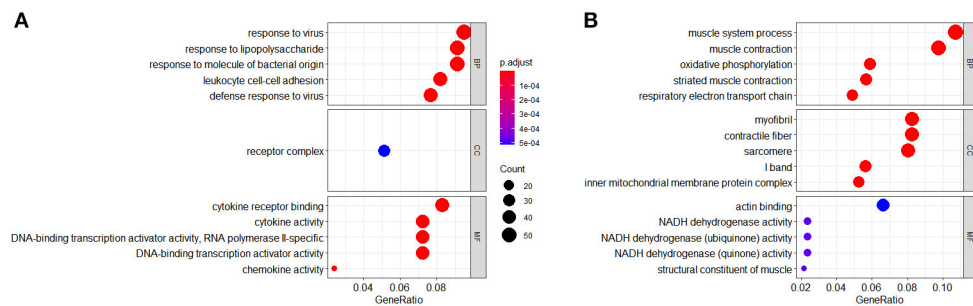 A
response to virus
response to lipopolysaccharide
response to molecule of bacterial origin
leukocyte cell-cell adhesion
defense response to virus
BP
receptor complex
CC
cytokine receptor binding
cytokine activity
DNA-binding transcription activator activity, RNA polymerase II-specific
DNA-binding transcription activator activity
chemokine activity
MF
0.04 0.06 0.08
GeneRatio
p.adjust
1e-04
2e-04
3e-04
4e-04
5e-04
Count
20
30
40
50
B
muscle system process
muscle contraction
oxidative phosphorylation
striated muscle contraction
respiratory electron transport chain
BP
myofibril
contractile fiber
sarcomere
I band
inner mitochondrial membrane protein complex
CC
actin binding
NADH dehydrogenase activity
NADH dehydrogenase (ubiquinone) activity
NADH dehydrogenase (quinone) activity
structural constituent of muscle
MF
0.02 0.04 0.06 0.08 0.10
GeneRatio